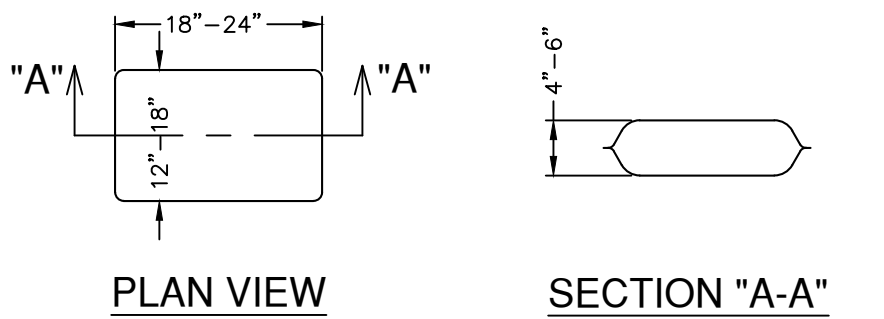 18”–24”
"A"
"A"
12”–18”
PLAN VIEW
4”–6”
SECTION "A-A"